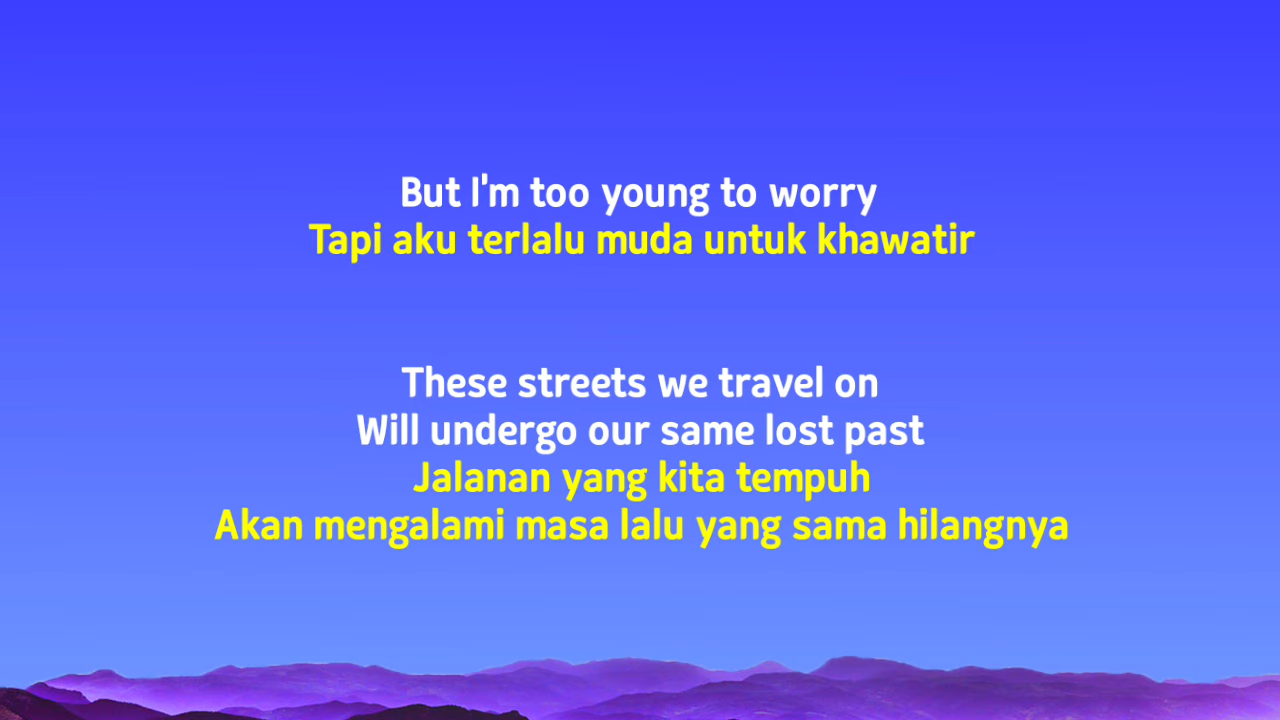 But I'm too young to worry
Tapi aku terlalu muda untuk khawatir
These streets we travel on
Will undergo our same lost past
Jalanan yang kita tempuh
Akan mengalami masa lalu yang sama hilangnya